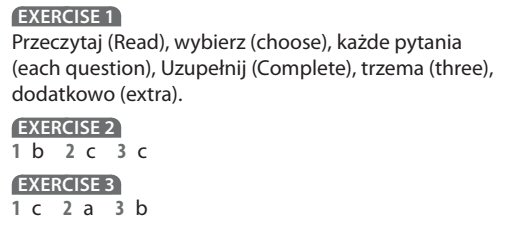 EXERCISE 1
Przeczytaj (Read), wybierz (choose), każde pytania
(each question), Uzupełnij (Complete), trzema (three),
dodatkowo (extra).
EXERCISE 2
1 b 2 c 3 c
EXERCISE 3
1 c 2 a 3 b